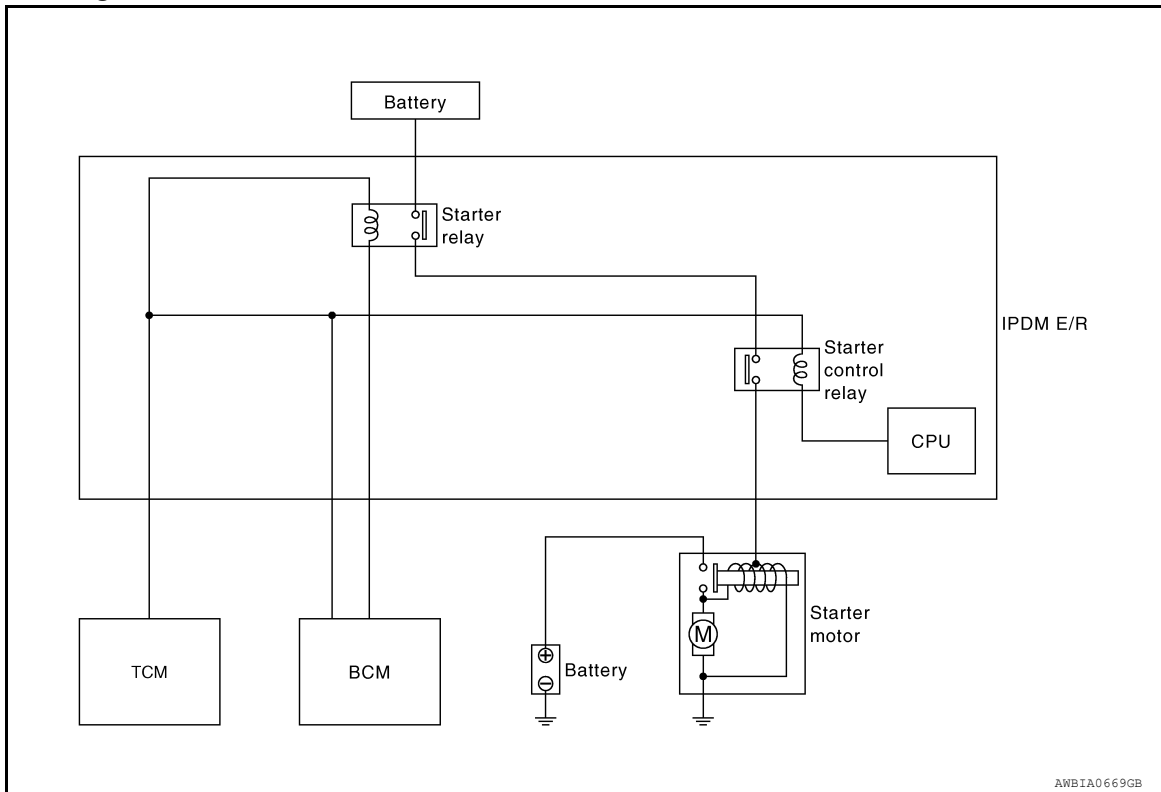 Battery
Starter
relay
IPDM E/R
Starter
control
relay
CPU
TCM
BCM
M
Starter
motor
+
Battery
−
AWBIA0669GB